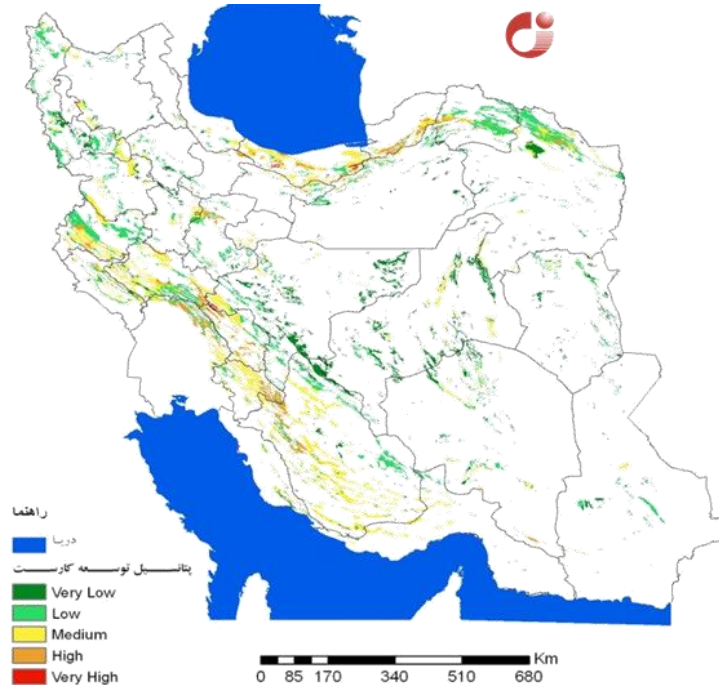 راهنما
دریا
پتانسیل توسعه کارست
Very Low
Low
Medium
High
Very High
Km
0 85 170 340 510 680